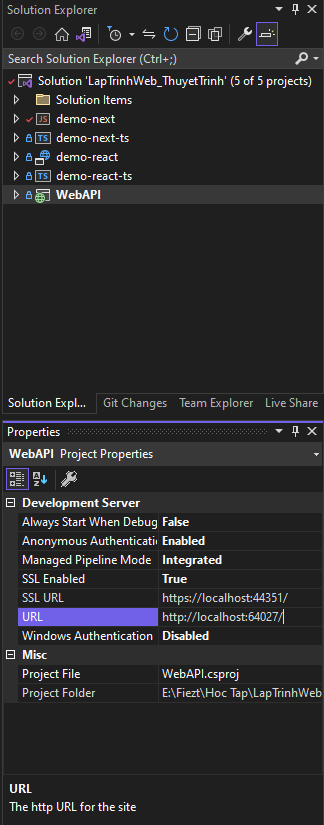 Solution Explorer
Search Solution Explorer (Ctrl+;)
Solution 'LapTrinhWeb_ThuyetTrinh' (5 of 5 projects)
Solution Items
JS demo-next
TS demo-next-ts
demo-react
TS demo-react-ts
WebAPI
Solution Expl... Git Changes Team Explorer Live Share
Properties
WebAPI Project Properties
Development Server
Always Start When Debug False
Anonymous Authenticati Enabled
Managed Pipeline Mode Integrated
SSL Enabled True
SSL URL https://localhost:44351/
URL http://localhost:64027/
Windows Authentication Disabled
Misc
Project File WebAPI.csproj
Project Folder E:\Fiezt\Hoc Tap\LapTrinhWeb
URL
The http URL for the site